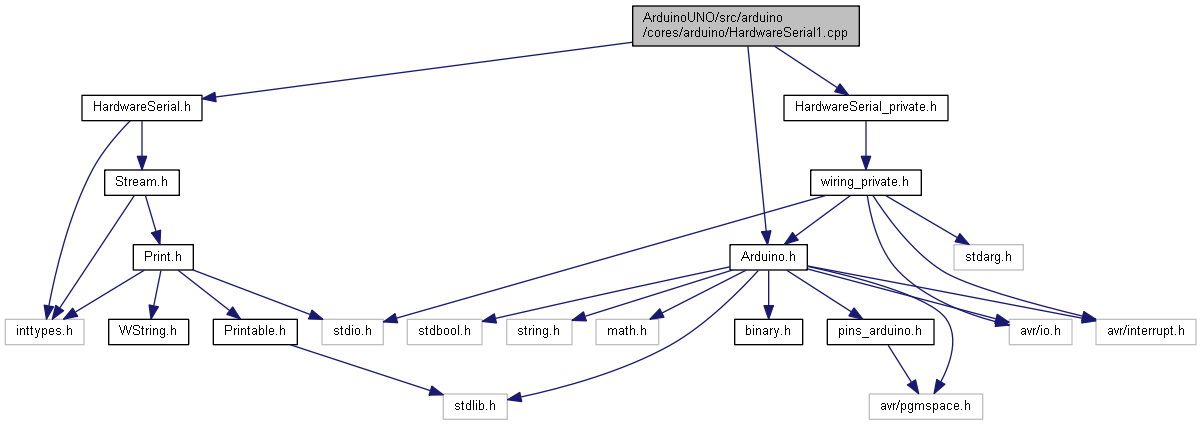 ArduinoUNO/src/arduino
/cores/arduino/HardwareSerial1.cpp
HardwareSerial.h
HardwareSerial_private.h
Stream.h
wiring_private.h
Print.h
Arduino.h
stdarg.h
inttypes.h
WString.h
Printable.h
stdio.h
stdbool.h
string.h
math.h
binary.h
pins_arduino.h
avr/io.h
avr/interrupt.h
stdlib.h
avr/pgmspace.h